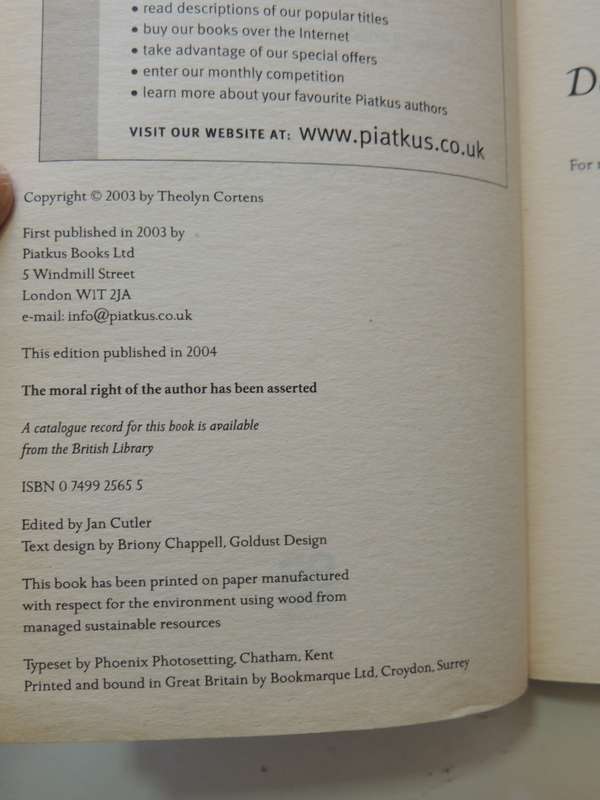 • read descriptions of our popular titles
• buy our books over the Internet
• take advantage of our special offers
• enter our monthly competition
• learn more about your favourite Piatkus authors
VISIT OUR WEBSITE AT: www.piatkus.co.uk
Copyright © 2003 by Theolyn Cortens
First published in 2003 by
Piatkus Books Ltd
5 Windmill Street
London W1T 2JA
e-mail: info@piatkus.co.uk
This edition published in 2004
The moral right of the author has been asserted
A catalogue record for this book is available
from the British Library
ISBN 0 7499 2565 5
Edited by Jan Cutler
Text design by Briony Chappell, Goldust Design
This book has been printed on paper manufactured
with respect for the environment using wood from
managed sustainable resources
Typeset by Phoenix Photosetting, Chatham, Kent
Printed and bound in Great Britain by Bookmarque Ltd, Croydon, Surrey
For